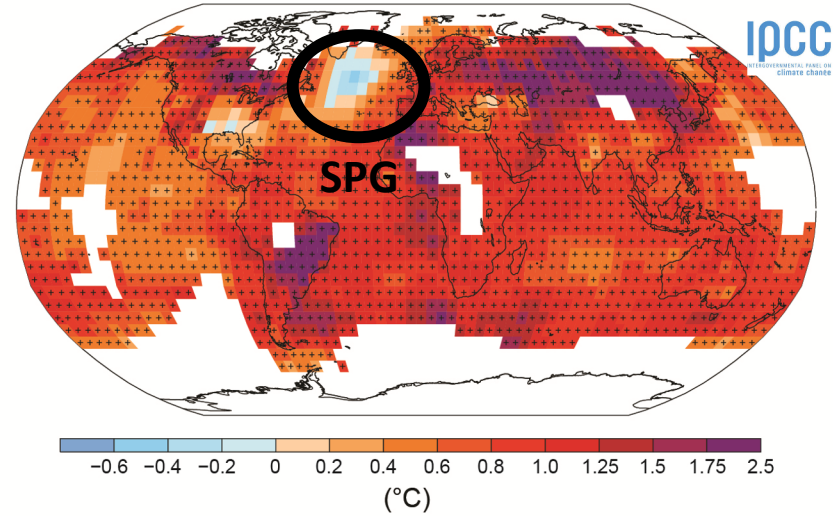 ipcc
INTERGOVERNMENTAL PANEL ON
climate change
SPG
−0.6 −0.4 −0.2 0 0.2 0.4 0.6 0.8 1.0 1.25 1.5 1.75 2.5
(°C)